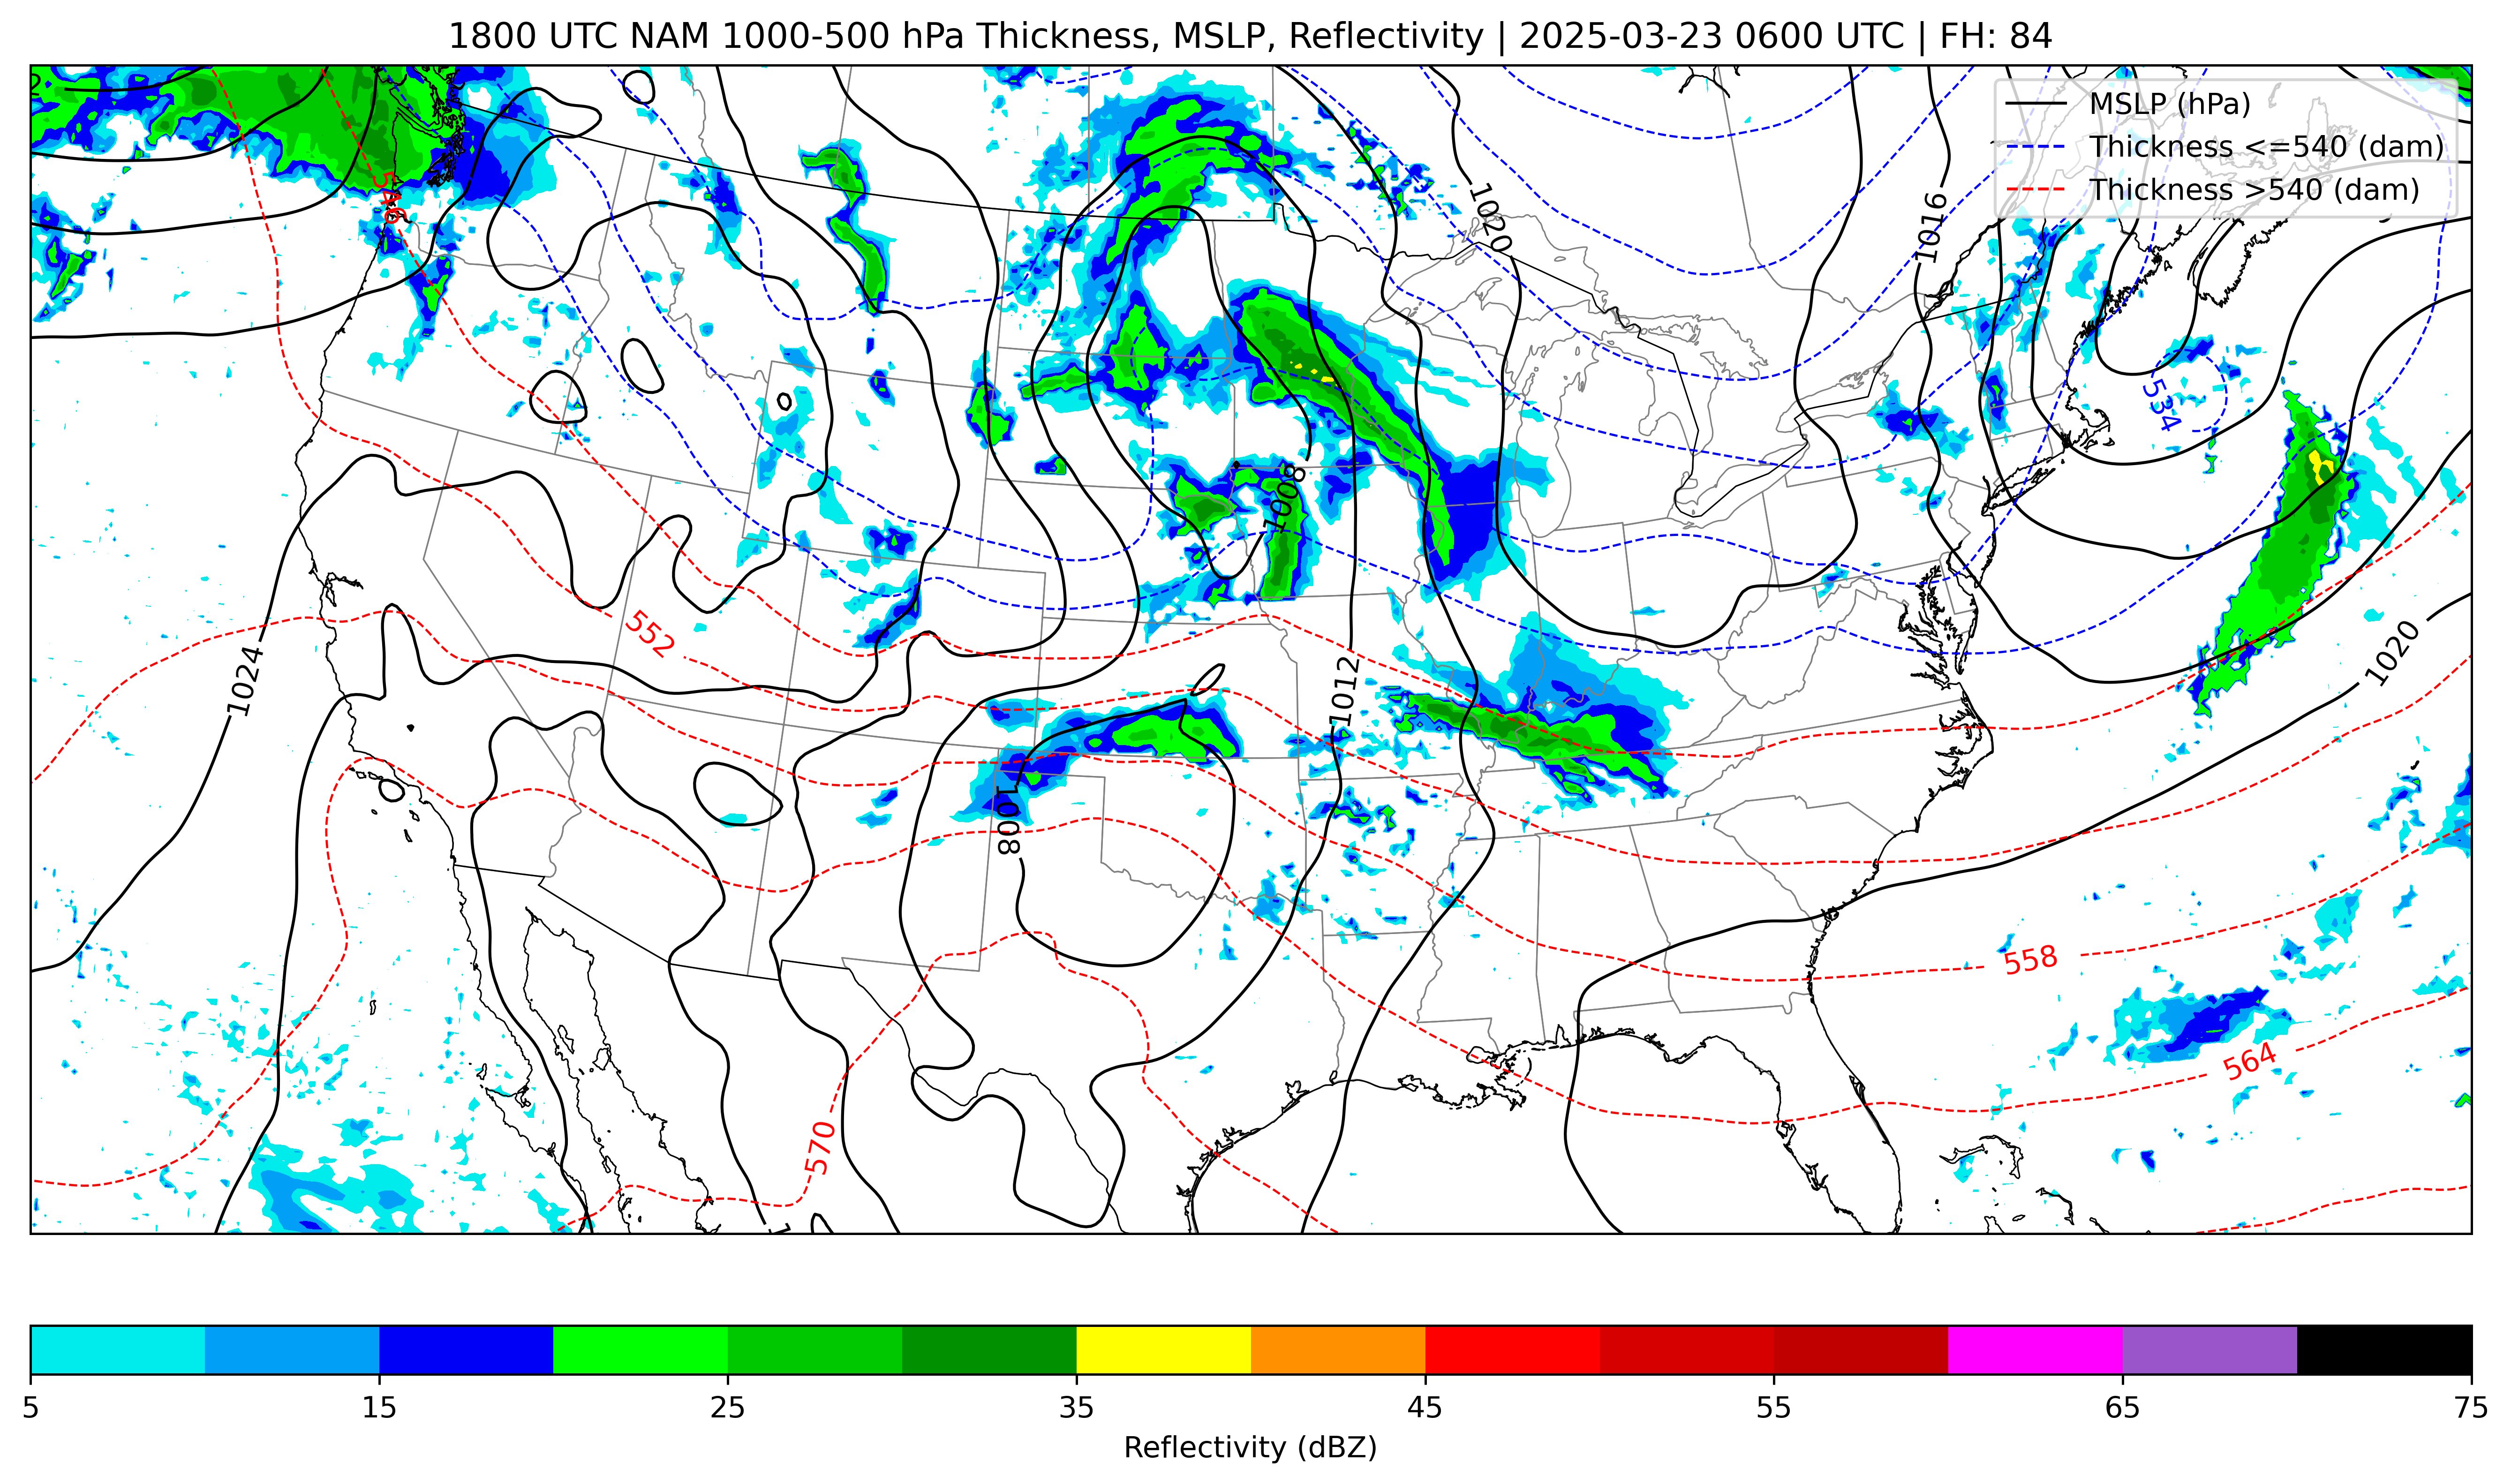 1800 UTC NAM 1000-500 hPa Thickness, MSLP, Reflectivity | 2025-03-23 0600 UTC | FH: 84
MSLP (hPa)
Thickness <=540 (dam)
Thickness >540 (dam)
546
1020
1016
534
1008
552
1024
1012
1020
1008
558
564
570
5 15 25 35 45 55 65 75
Reflectivity (dBZ)